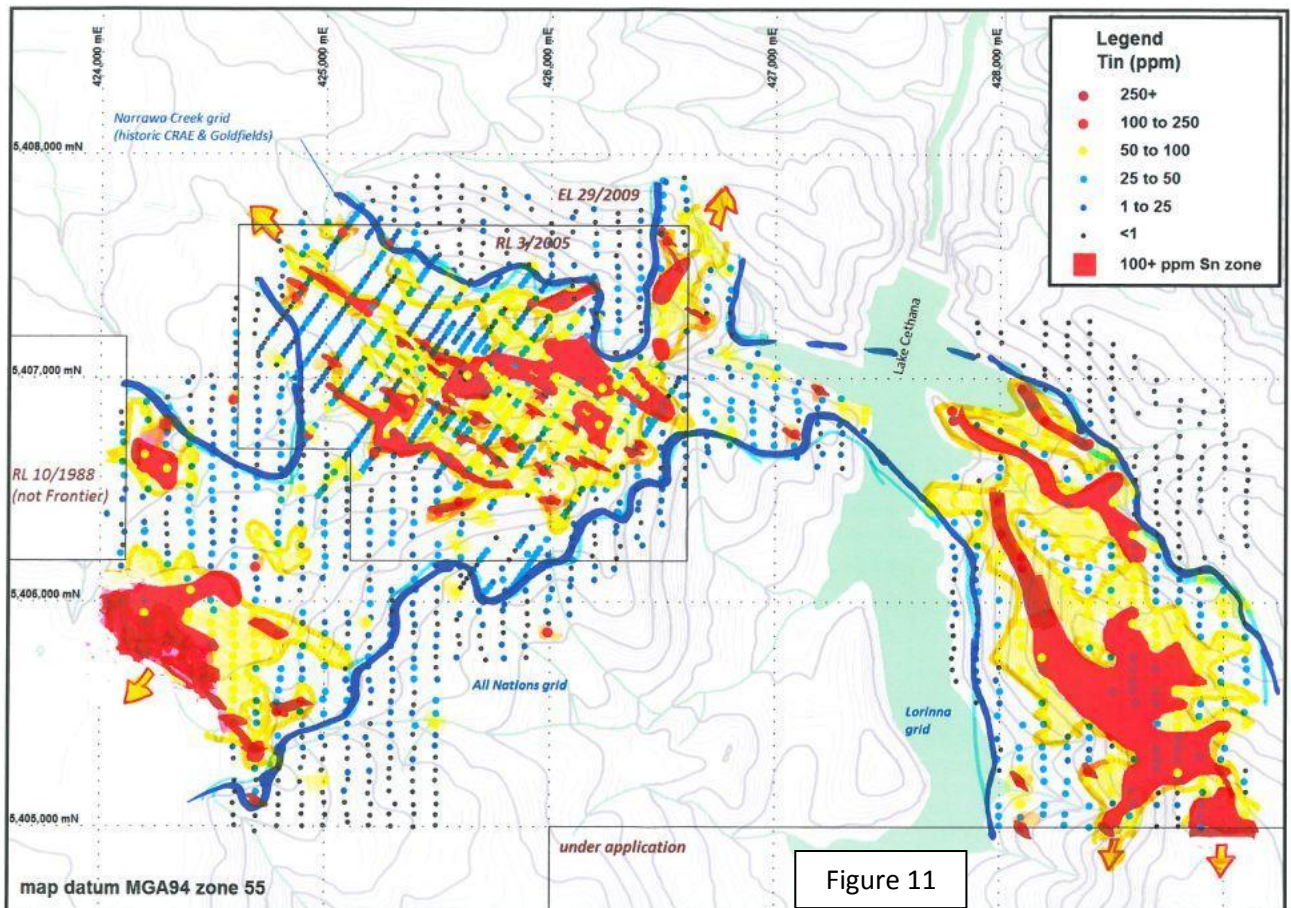 424,000 mE
425,000 mE
426,000 mE
427,000 mE
428,000 mE
Legend
Tin (ppm)
250+
100 to 250
50 to 100
25 to 50
1 to 25
<1
100+ ppm Sn zone
Narrawa Creek grid
(historic CRAE & Goldfields)
5,408,000 mN
EL 29/2009
RL 3/2005
Lake Cethana
5,407,000 mN
RL 10/1988
(not Frontier)
5,406,000 mN
All Nations grid
Lorinna
grid
5,405,000 mN
under application
Figure 11
map datum MGA94 zone 55